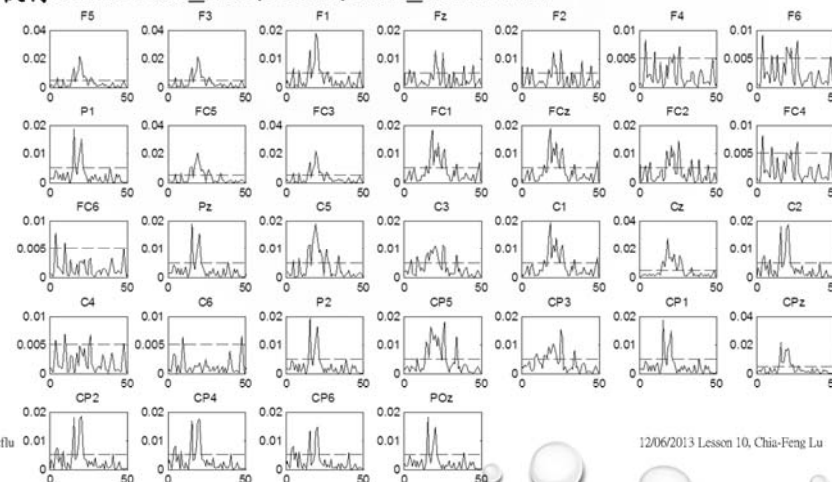 F5 F3 F1 Fz F2 F4 F6
0.04 0.04 0.02 0.02 0.02 0.01 0.01
0.02 0.02 0.01 0.01 0.01 0.005 0.005
0 0 0 0 0 0 0
0 50 0 50 0 50 0 50 0 50 0 50 0 50
P1 FC5 FC3 FC1 FCz FC2 FC4
0.02 0.04 0.04 0.02 0.02 0.02 0.01
0.01 0.02 0.02 0.01 0.01 0.01 0.005
0 0 0 0 0 0 0
0 50 0 50 0 50 0 50 0 50 0 50 0 50
FC6 Pz C5 C3 C1 Cz C2
0.01 0.02 0.02 0.02 0.02 0.04 0.02
0.005 0.01 0.01 0.01 0.01 0.02 0.01
0 0 0 0 0 0 0
0 50 0 50 0 50 0 50 0 50 0 50 0 5
C4 C6 P2 CP5 CP3 CP1 CPz
0.01 0.01 0.02 0.02 0.02 0.02 0.04
0.005 0.005 0.01 0.01 0.01 0.01 0.02
0 0 0 0 0 0 0
0 50 0 50 0 50 0 50 0 50 0 50 0 5
CP2 CP4 CP6 POz
0.02 0.02 0.02 0.02
0.01 0.01 0.01 0.01
0 0 0 0
0 50 0 50 0 50 0 50
cflu
12/06/2013 Lesson 10, Chia-Feng Lu